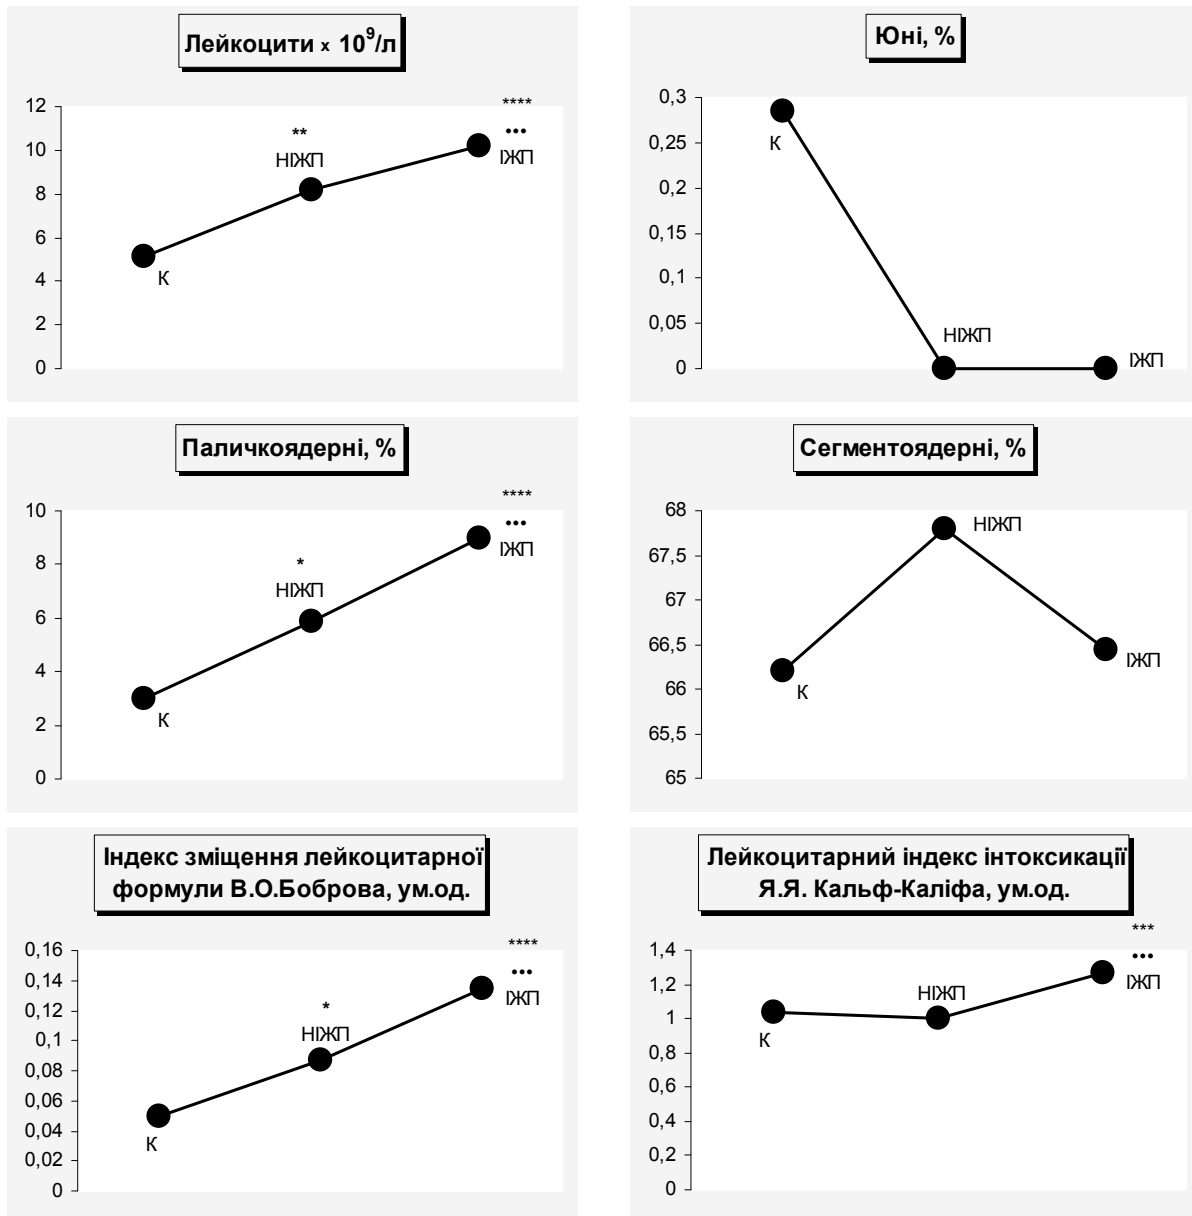 Лейкоцити х 10⁹/л
12
10
8
6
4
2
0
К
**
НІЖП
****
•••
ІЖП
Юні, %
0,3
0,25
0,2
0,15
0,1
0,05
0
К
НІЖП
ІЖП
Паличкоядерні, %
10
8
6
4
2
0
К
*
НІЖП
****
•••
ІЖП
Сегментоядерні, %
68
67,5
67
66,5
66
65,5
65
К
НІЖП
ІЖП
Індекс зміщення лейкоцитарної
формули В.О.Боброва, ум.од.
0,16
0,14
0,12
0,1
0,08
0,06
0,04
0,02
0
К
*
НІЖП
****
•••
ІЖП
Лейкоцитарний індекс інтоксикації
Я.Я. Кальф-Каліфа, ум.од.
1,4
1,2
1
0,8
0,6
0,4
0,2
0
К
НІЖП
***
•••
ІЖП